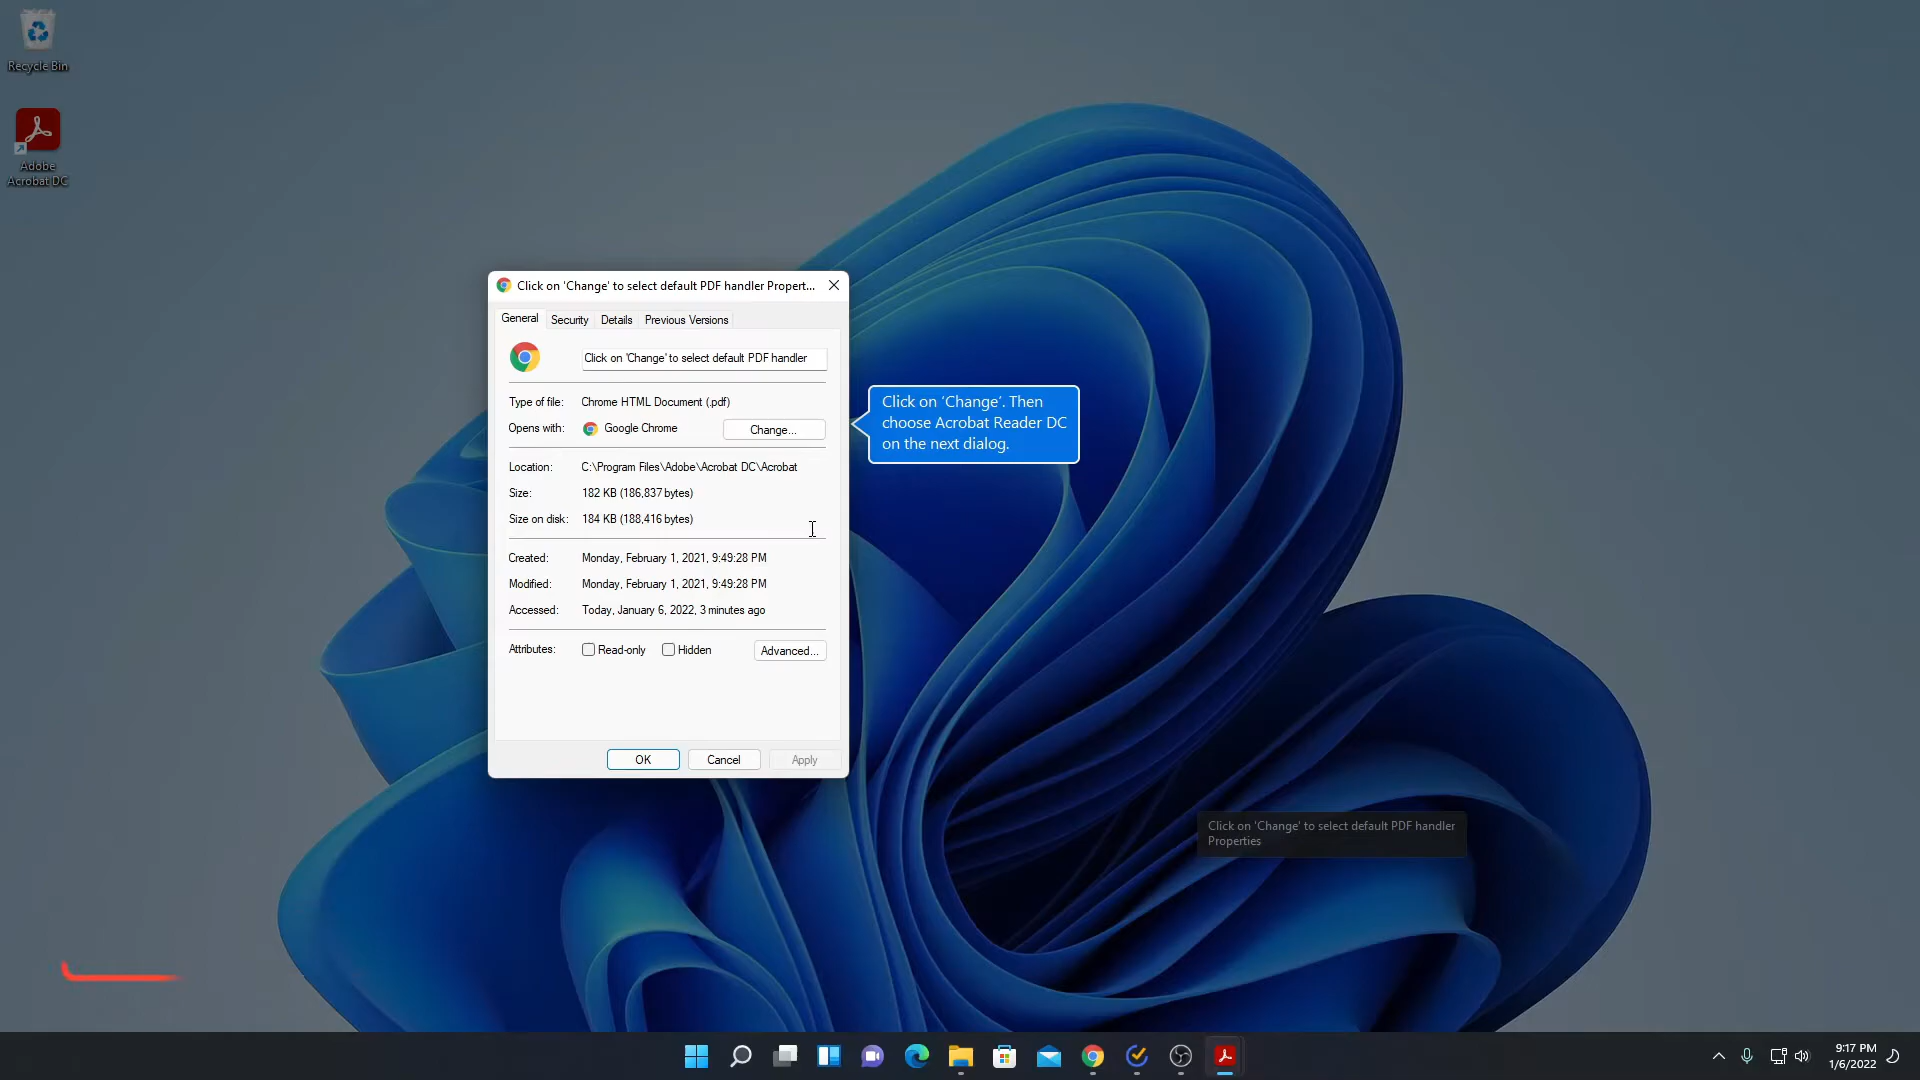 Recycle Bin
Adobe
Acrobat DC
Click on 'Change' to select default PDF handler Propert...
General Security Details Previous Versions
Click on 'Change' to select default PDF handler
Type of file: Chrome HTML Document (.pdf)
Opens with: Google Chrome Change...
Location: C:\Program Files\Adobe\Acrobat DC\Acrobat
Size: 182 KB (186,837 bytes)
Size on disk: 184 KB (188,416 bytes)
Created: Monday, February 1, 2021, 9:49:28 PM
Modified: Monday, February 1, 2021, 9:49:28 PM
Accessed: Today, January 6, 2022, 3 minutes ago
Attributes: Read-only Hidden Advanced...
OK Cancel Apply
Click on ‘Change’. Then
choose Acrobat Reader DC
on the next dialog.
Click on 'Change' to select default PDF handler
Properties
9:17 PM
1/6/2022